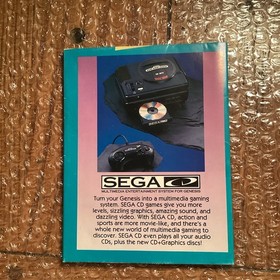 SEGA CD
MULTIMEDIA ENTERTAINMENT SYSTEM FOR GENESIS
Turn your Genesis into a multimedia gaming
system. SEGA CD games give you more
levels, sizzling graphics, amazing sound, and
dazzling video. With SEGA CD, action and
sports are more movie-like, and there's a
whole new world of multimedia gaming to
discover. SEGA CD even plays all your audio
CDs, plus the new CD+Graphics discs!